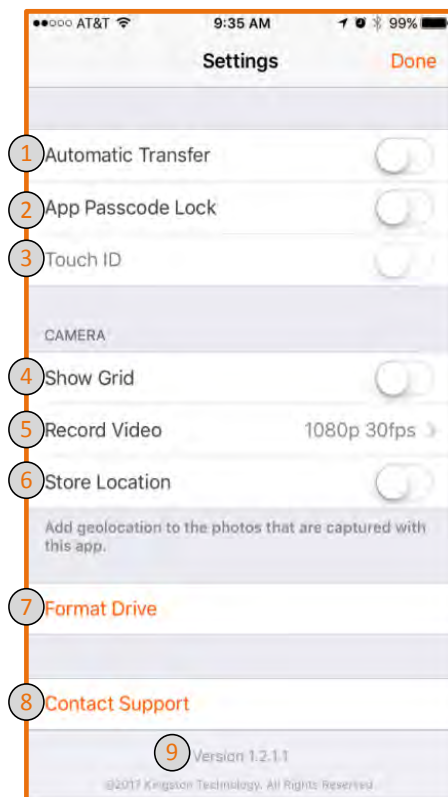 AT&T 9:35 AM 99%
Settings Done
1 Automatic Transfer
2 App Passcode Lock
3 Touch ID
CAMERA
4 Show Grid
5 Record Video 1080p 30fps >
6 Store Location
Add geolocation to the photos that are captured with
this app.
7 Format Drive
8 Contact Support
9 Version 1.2.1.1
©2017 Kingston Technology. All Rights Reserved.